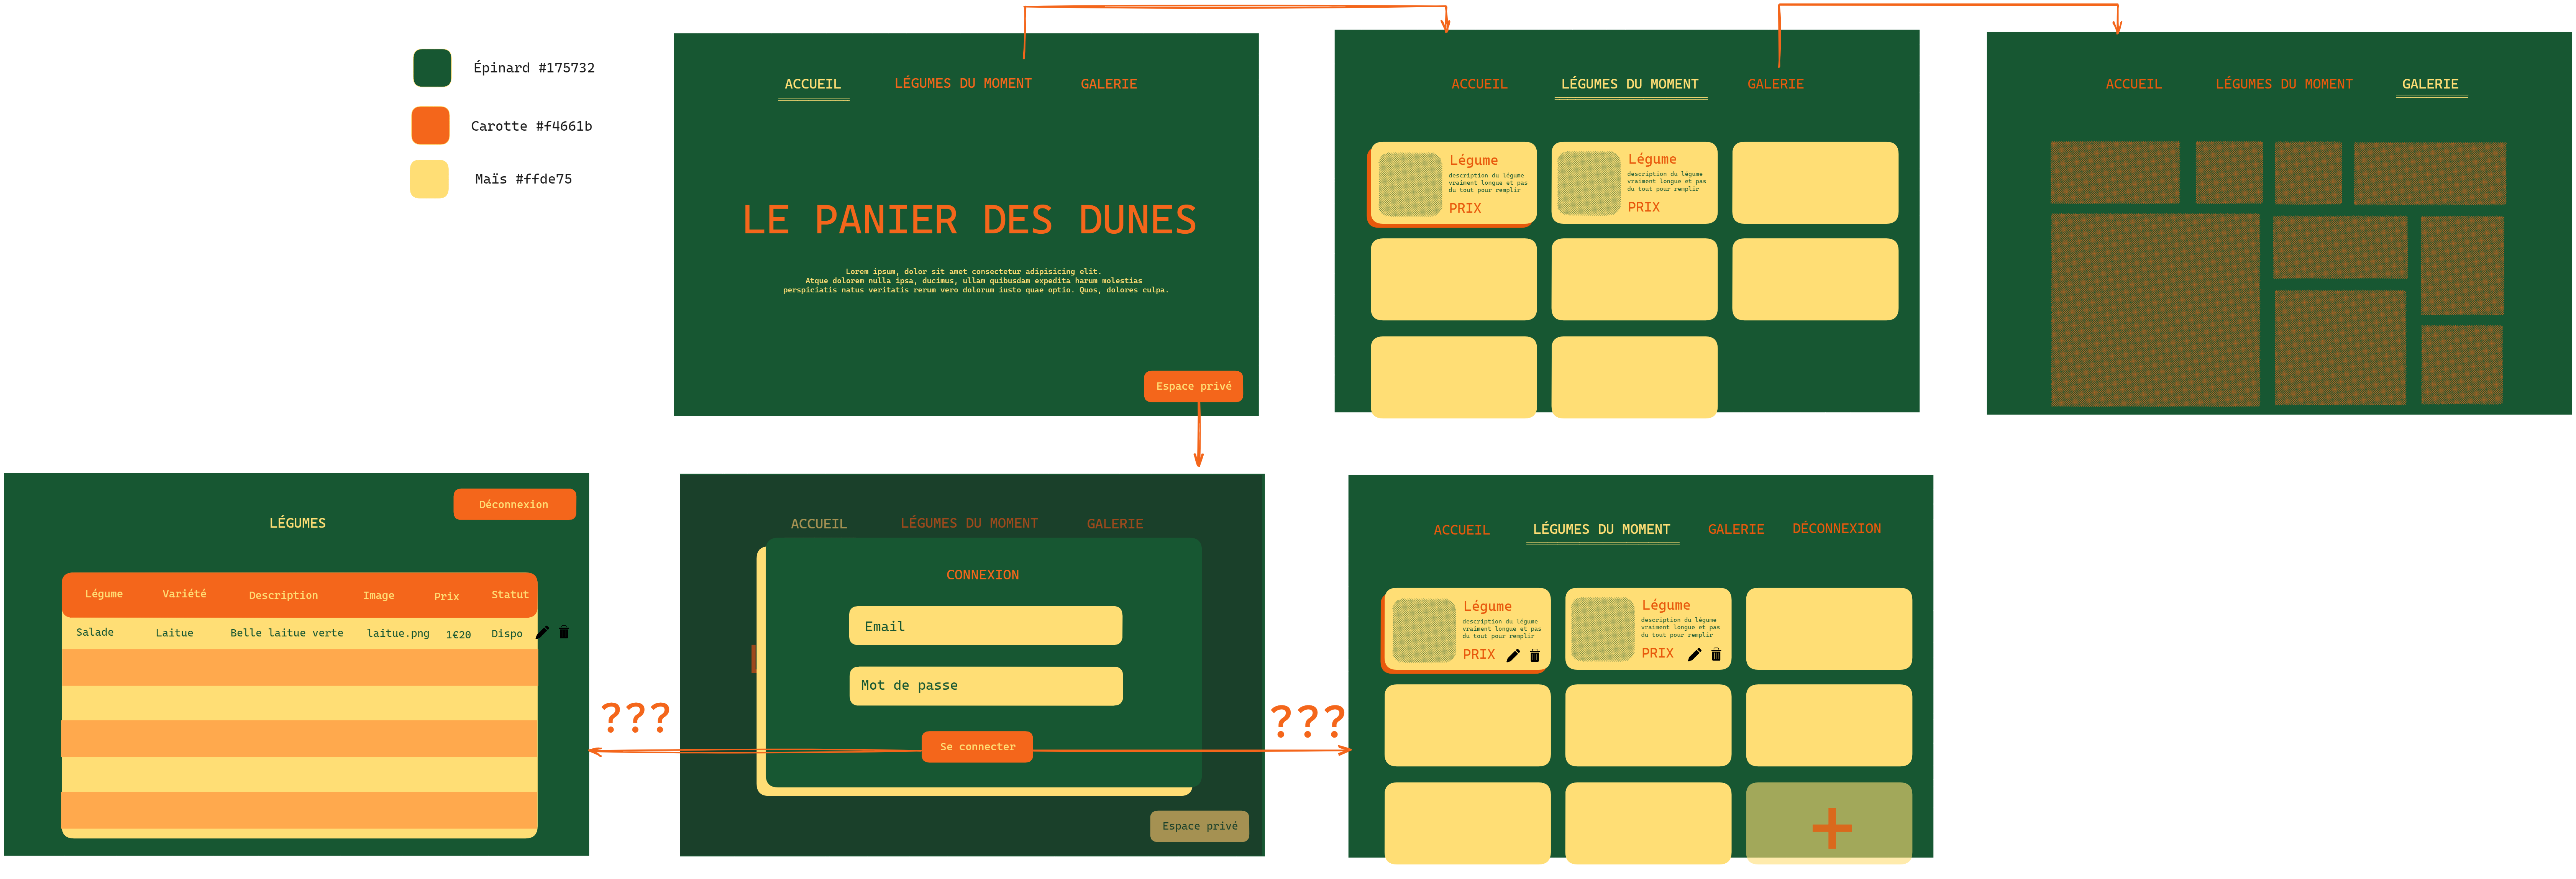 Épinard #175732
Carotte #f4661b
Maïs #ffde75
ACCUEIL
LÉGUMES DU MOMENT
GALERIE
LE PANIER DES DUNES
Lorem ipsum, dolor sit amet consectetur adipisicing elit.
Atque dolorem nulla ipsa, ducimus, ullam quibusdam expedita harum molestias
perspiciatis natus veritatis rerum vero dolorum iusto quae optio. Quos, dolores culpa.
Espace privé
ACCUEIL
LÉGUMES DU MOMENT
GALERIE
Légume
description du légume
vraiment longue et pas
du tout pour remplir
PRIX
Légume
description du légume
vraiment longue et pas
du tout pour remplir
PRIX
ACCUEIL
LÉGUMES DU MOMENT
GALERIE
Déconnexion
LÉGUMES
Légume
Variété
Description
Image
Prix
Statut
Salade
Laitue
Belle laitue verte
laitue.png
1€20
Dispo
???
ACCUEIL
LÉGUMES DU MOMENT
GALERIE
CONNEXION
Email
Mot de passe
Se connecter
Espace privé
???
ACCUEIL
LÉGUMES DU MOMENT
GALERIE
DÉCONNEXION
Légume
description du légume
vraiment longue et pas
du tout pour remplir
PRIX
Légume
description du légume
vraiment longue et pas
du tout pour remplir
PRIX
+